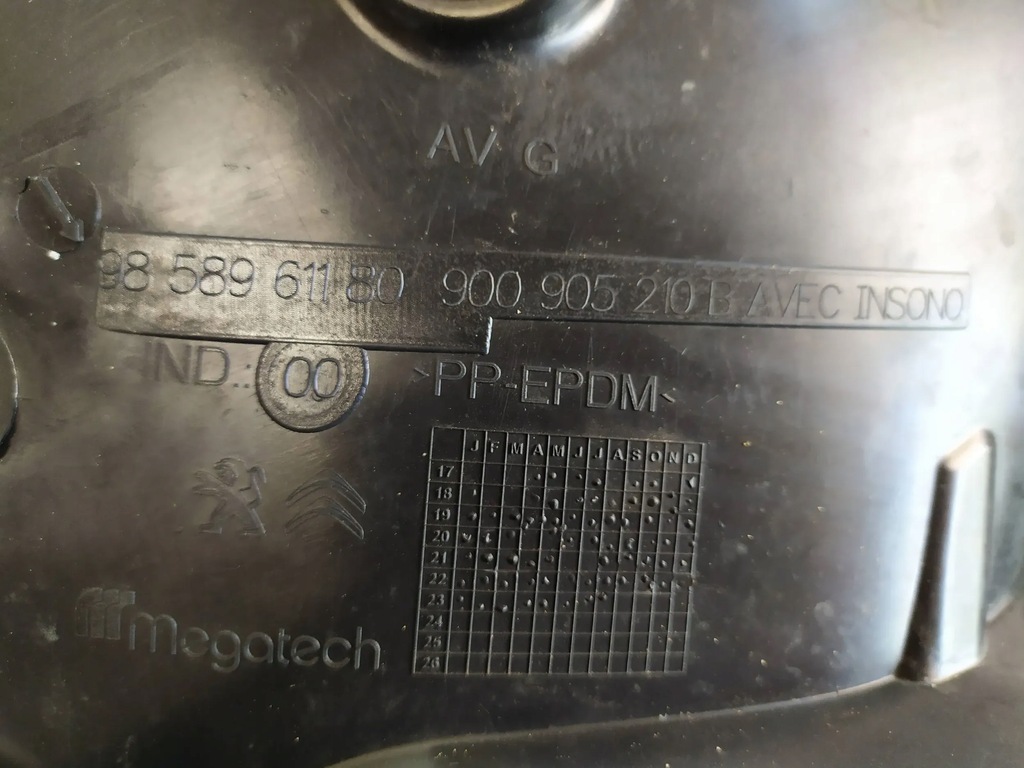 AV G
98 589 611 80 900 905 210 B AVEC INSONO
IND.: 00 >PP-EPDM<
J F M A M J J A S O N D
17
18
19
20
21
22
23
24
25
26
megatech